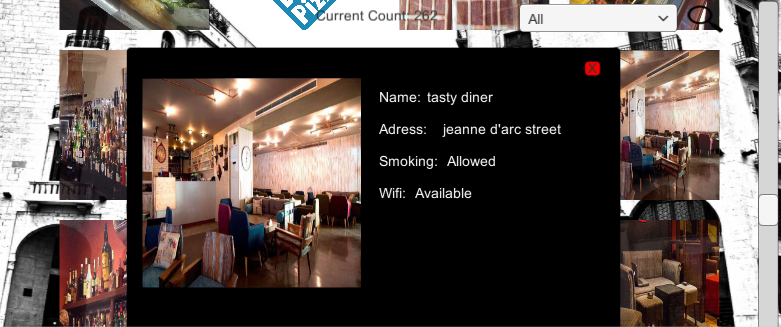 Current Count: 262
All
X
Name: tasty diner
Adress: jeanne d'arc street
Smoking: Allowed
Wifi: Available